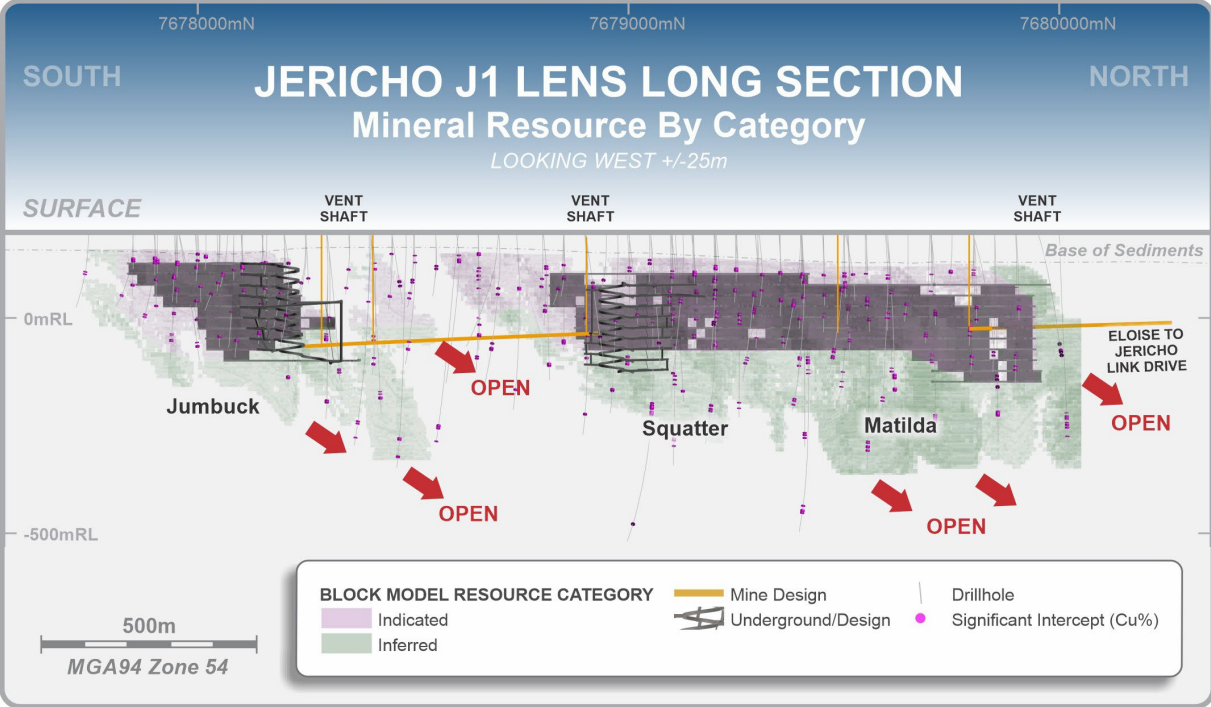 7678000mN
7679000mN
7680000mN
SOUTH
NORTH
JERICHO J1 LENS LONG SECTION
Mineral Resource By Category
LOOKING WEST +/-25m
SURFACE
VENT
SHAFT
VENT
SHAFT
VENT
SHAFT
Base of Sediments
0mRL
ELOISE TO
JERICHO
LINK DRIVE
OPEN
Jumbuck
Squatter
Matilda
OPEN
OPEN
OPEN
-500mRL
BLOCK MODEL RESOURCE CATEGORY
Indicated
Inferred
Mine Design
Underground/Design
Drillhole
Significant Intercept (Cu%)
500m
MGA94 Zone 54